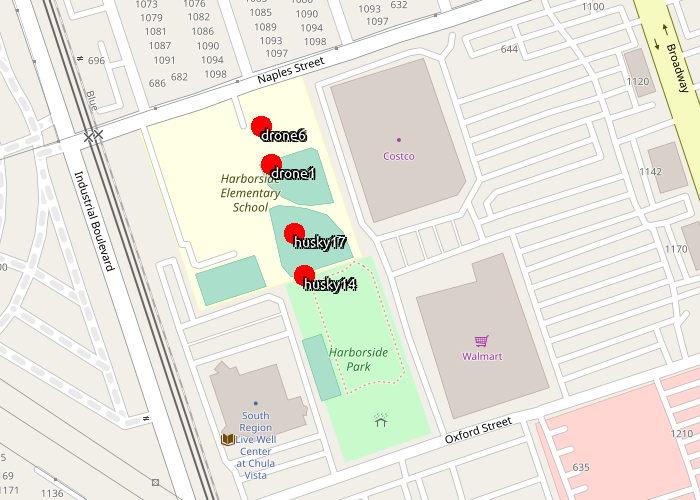 1073
1079
1081
1087
1091
1076
1082
1086
1090
1094
1098
1085
1089
1093
1097
1090
1094
1098
1093
1097
632
1100
644
696
686
682
Naples Street
Broadway
1120
1142
1170
Blue
Costco
drone6
drone1
Harborside
Elementary
School
husky17
husky14
Industrial Boulevard
Harborside
Park
Walmart
South
Region
Live Well
Center
at Chula
Vista
Oxford Street
635
1210
169
1171
1136